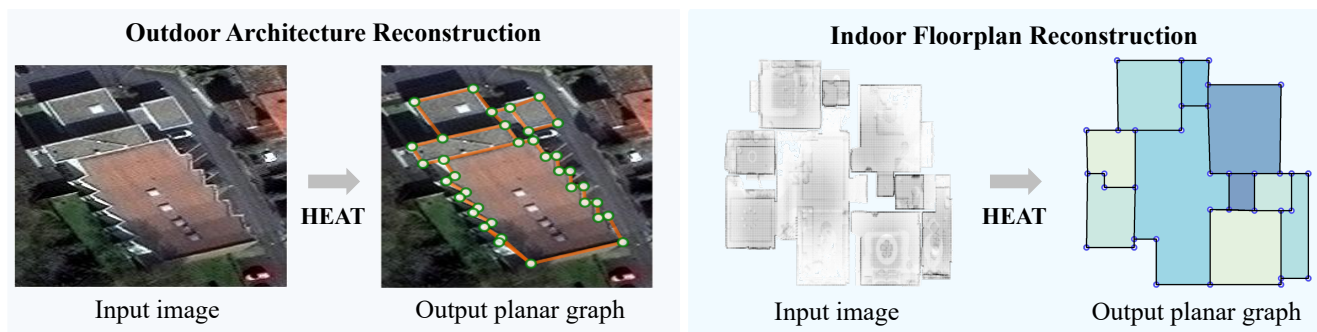 Outdoor Architecture Reconstruction
HEAT
Input image
Output planar graph
Indoor Floorplan Reconstruction
HEAT
Input image
Output planar graph